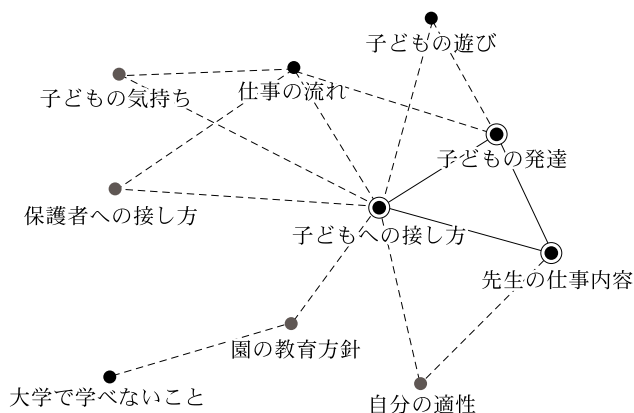 子どもの遊び
子どもの気持ち
仕事の流れ
子どもの発達
保護者への接し方
子どもへの接し方
先生の仕事内容
園の教育方針
大学で学べないこと
自分の適性